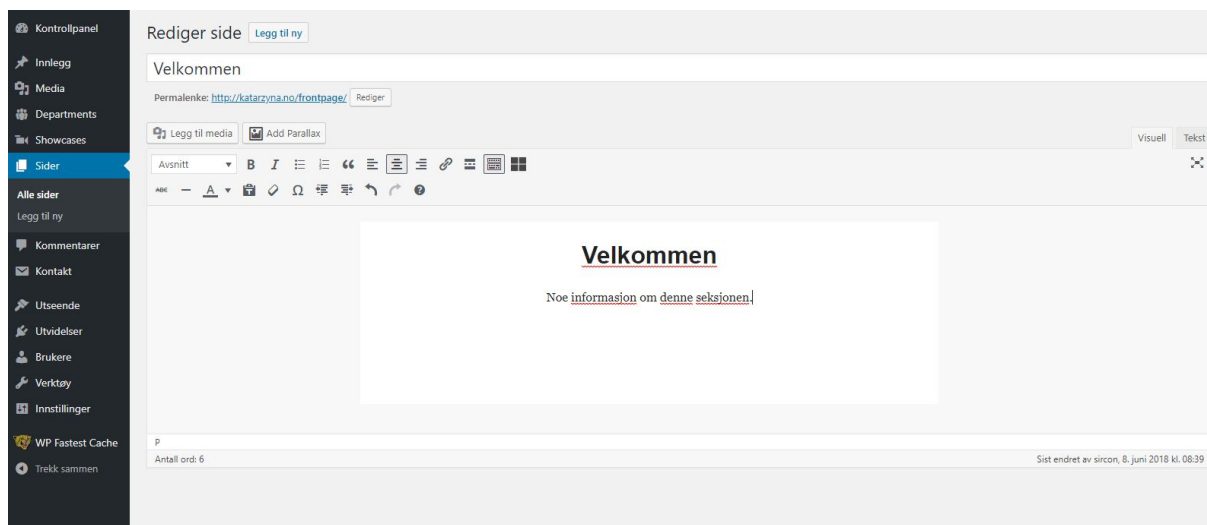 Kontrollpanel
Innlegg
Media
Departments
Showcases
Sider
Alle sider
Legg til ny
Kommentarer
Kontakt
Utseende
Utvidelser
Brukere
Verktøy
Innstillinger
WP Fastest Cache
Trekk sammen
Rediger side Legg til ny
Velkommen
Permalenke: http://katarzyna.no/frontpage/ Rediger
Legg til media Add Parallax
Visuell Tekst
Avsnitt B I
ABC A Ω
Velkommen
Noe informasjon om denne seksjonen.
P
Antall ord: 6
Sist endret av sircon, 8. juni 2018 kl. 08:39